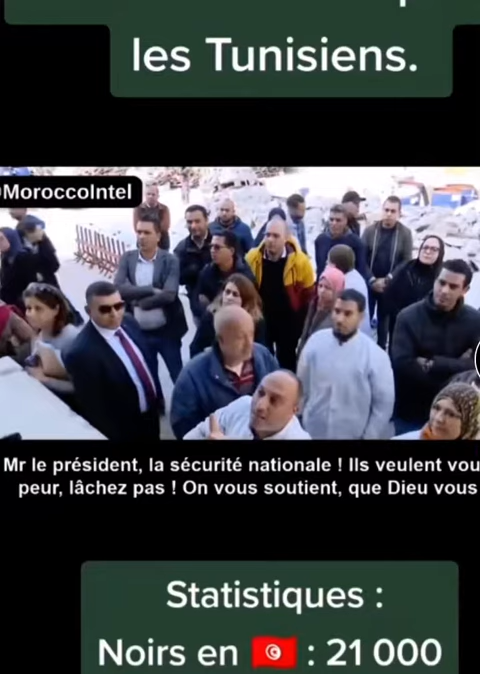 les Tunisiens.
@MoroccoIntel
Mr le président, la sécurité nationale ! Ils veulent vou
peur, lâchez pas ! On vous soutient, que Dieu vous
Statistiques :
Noirs en 🇹🇳 : 21 000